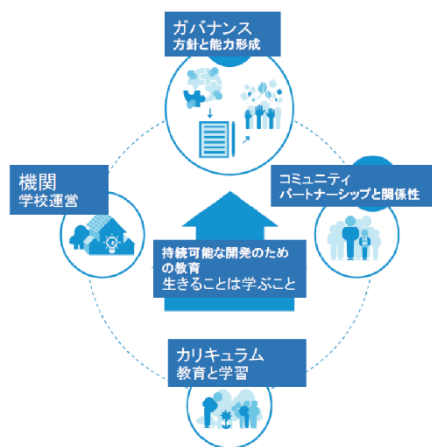 ガバナンス
方針と能力形成
機関
学校運営
コミュニティ
パートナーシップと関係性
持続可能な開発のため
の教育
生きることは学ぶこと
カリキュラム
教育と学習